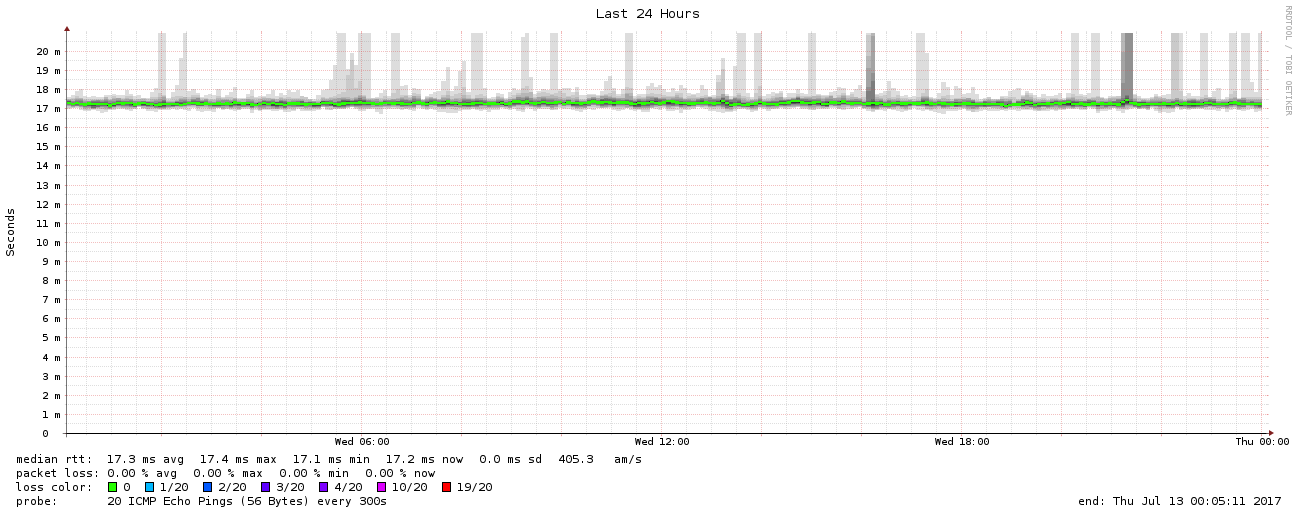 Last 24 Hours
RRDTOOL / TOBI OETIKER
Seconds
20 m
19 m
18 m
17 m
16 m
15 m
14 m
13 m
12 m
11 m
10 m
9 m
8 m
7 m
6 m
5 m
4 m
3 m
2 m
1 m
0
Wed 06:00 Wed 12:00 Wed 18:00 Thu 00:00
median rtt: 17.3 ms avg 17.4 ms max 17.1 ms min 17.2 ms now 0.0 ms sd 405.3 am/s
packet loss: 0.00 % avg 0.00 % max 0.00 % min 0.00 % now
loss color: 0 1/20 2/20 3/20 4/20 10/20 19/20
probe: 20 ICMP Echo Pings (56 Bytes) every 300s end: Thu Jul 13 00:05:11 2017